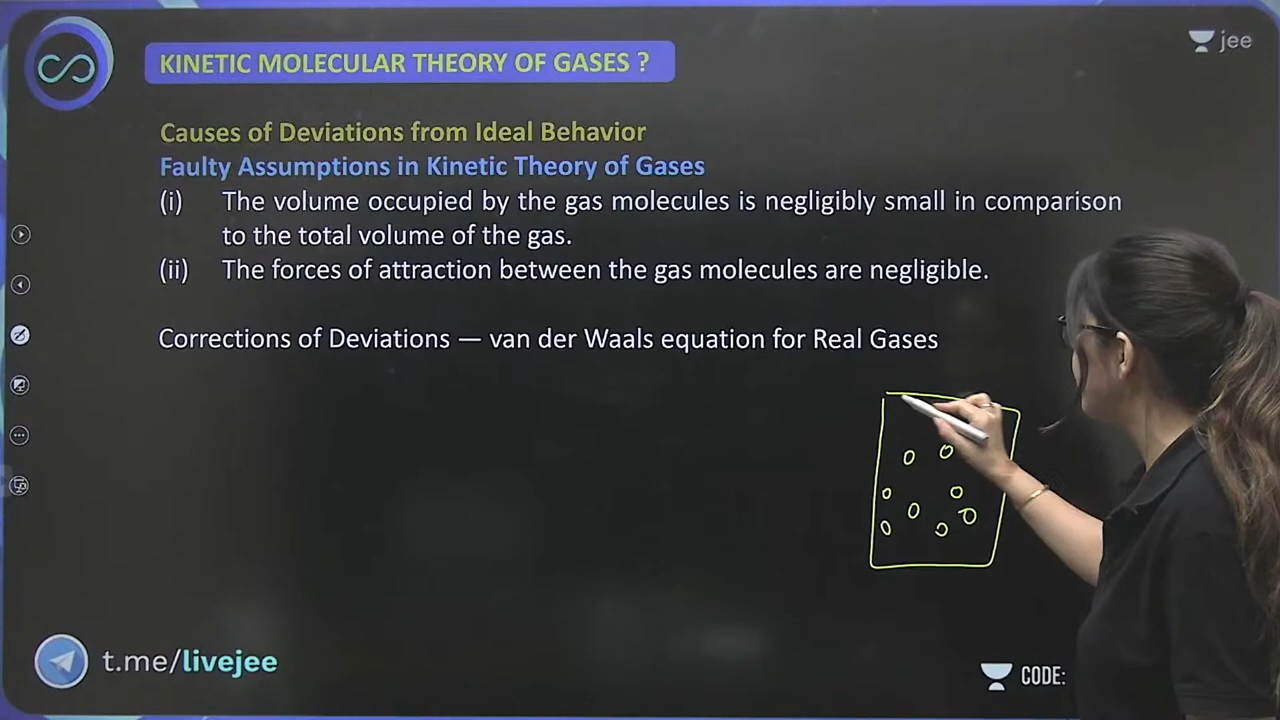 KINETIC MOLECULAR THEORY OF GASES ?
jee
Causes of Deviations from Ideal Behavior
Faulty Assumptions in Kinetic Theory of Gases
(i) The volume occupied by the gas molecules is negligibly small in comparison
to the total volume of the gas.
(ii) The forces of attraction between the gas molecules are negligible.
Corrections of Deviations — van der Waals equation for Real Gases
t.me/livejee
CODE: